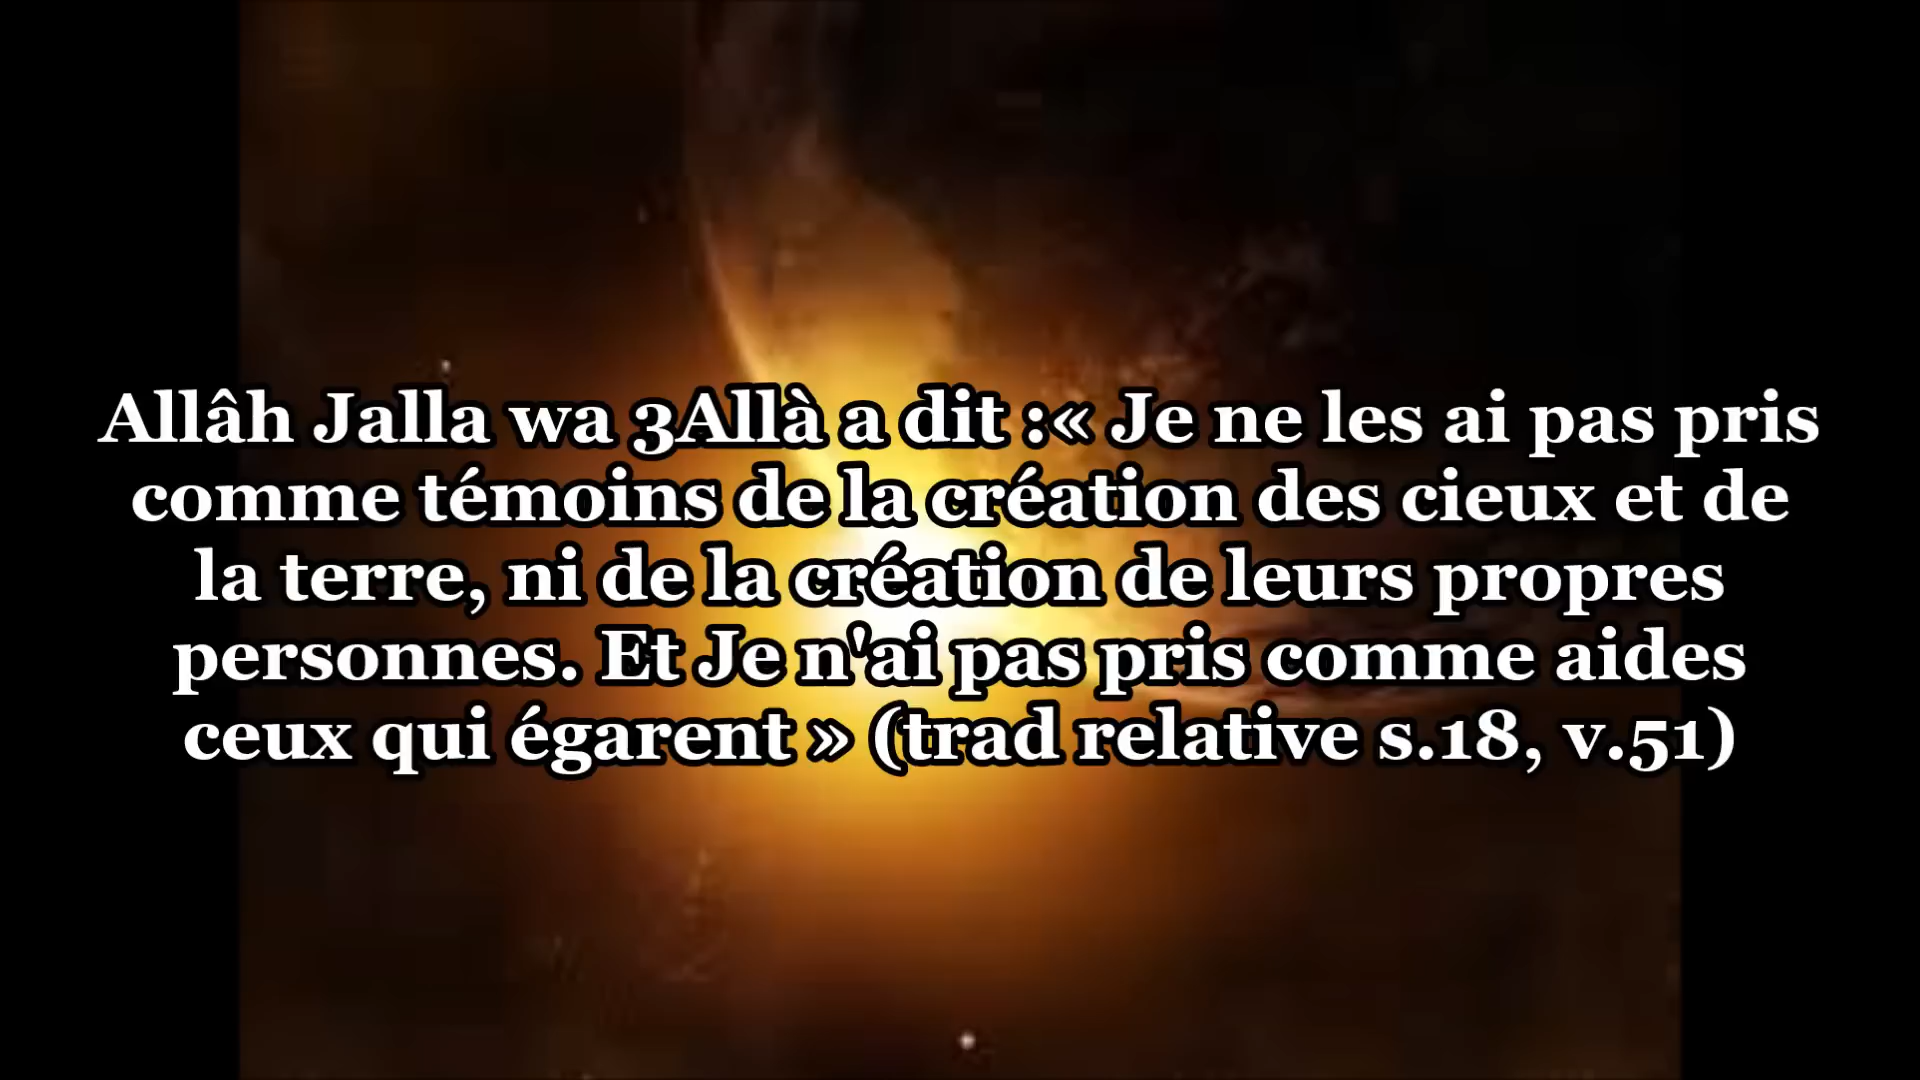 Allâh Jalla wa 3Allà a dit :« Je ne les ai pas pris
comme témoins de la création des cieux et de
la terre, ni de la création de leurs propres
personnes. Et Je n'ai pas pris comme aides
ceux qui égarent » (trad relative s.18, v.51)